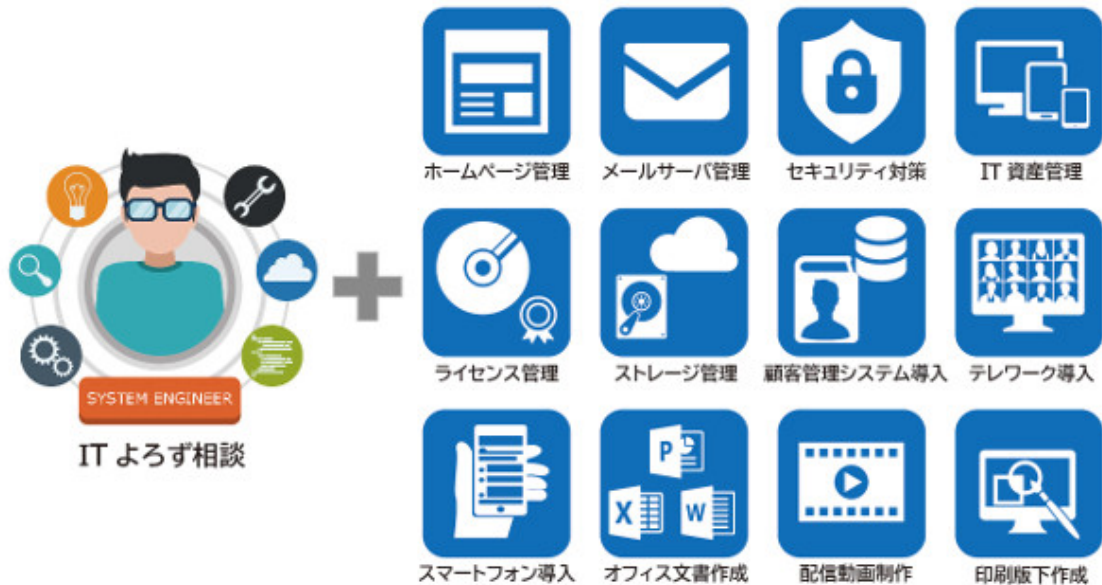 SYSTEM ENGINEER
IT よろず相談
ホームページ管理
メールサーバ管理
セキュリティ対策
IT 資産管理
ライセンス管理
ストレージ管理
顧客管理システム導入
テレワーク導入
スマートフォン導入
P
X
W
オフィス文書作成
配信動画制作
印刷版下作成